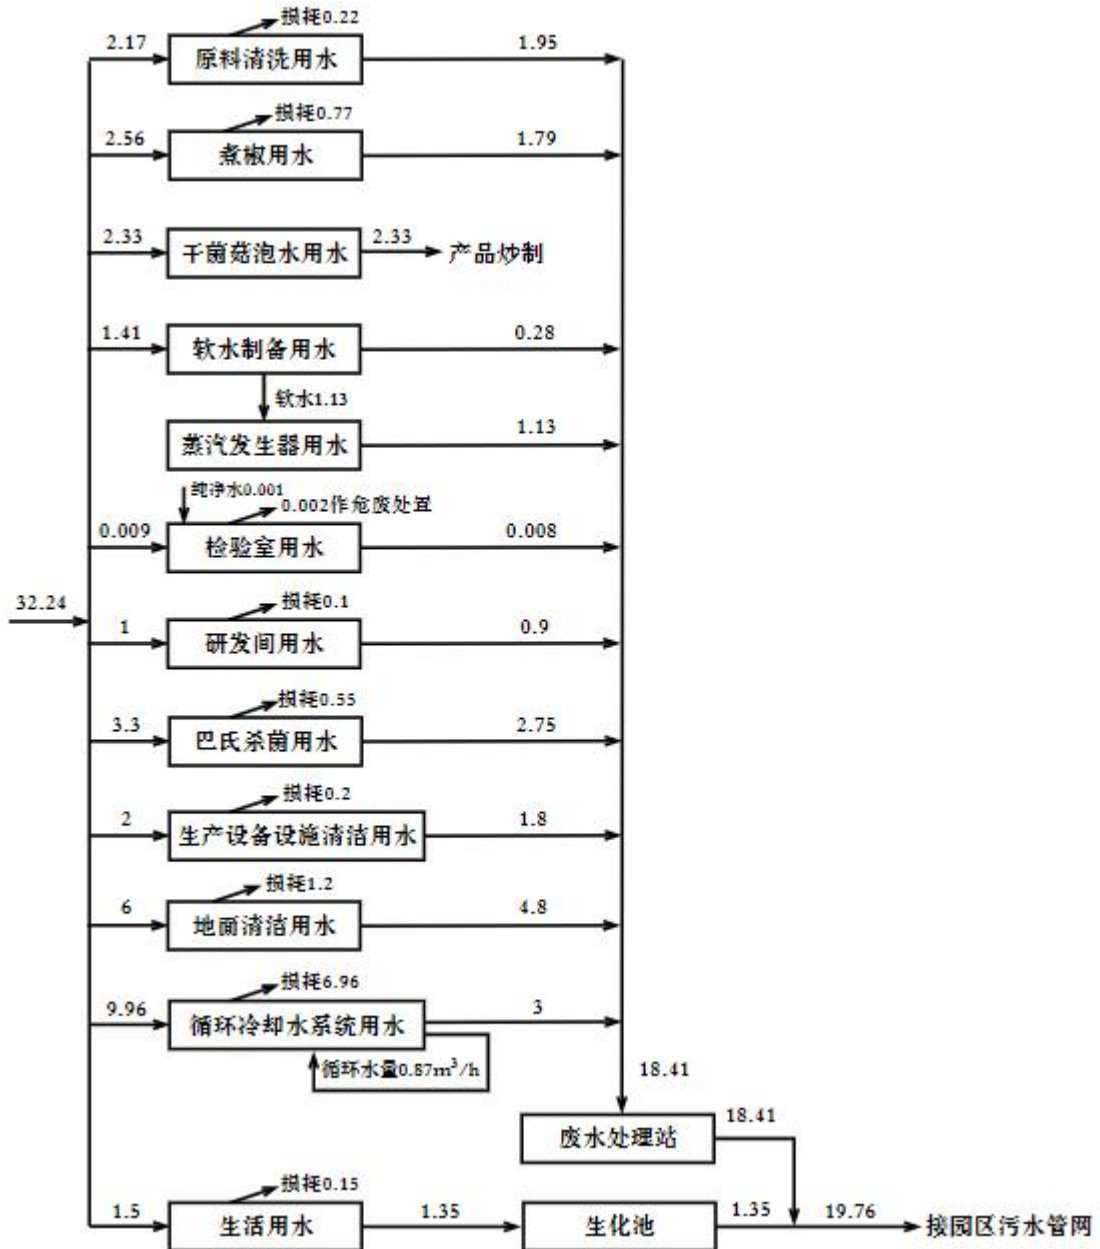 损耗0.22
2.17
原料清洗用水
1.95
损耗0.77
2.56
煮椒用水
1.79
2.33
干菌菇泡水用水
2.33
产品炒制
1.41
软水制备用水
0.28
软水1.13
蒸汽发生器用水
1.13
纯净水0.001
0.002作危废处置
0.009
检验室用水
0.008
32.24
损耗0.1
1
研发间用水
0.9
损耗0.55
3.3
巴氏杀菌用水
2.75
损耗0.2
2
生产设备设施清洁用水
1.8
损耗1.2
6
地面清洁用水
4.8
损耗6.96
9.96
循环冷却水系统用水
3
循环水量0.87m³/h
18.41
废水处理站
18.41
损耗0.15
1.5
生活用水
1.35
生化池
1.35
19.76
接园区污水管网